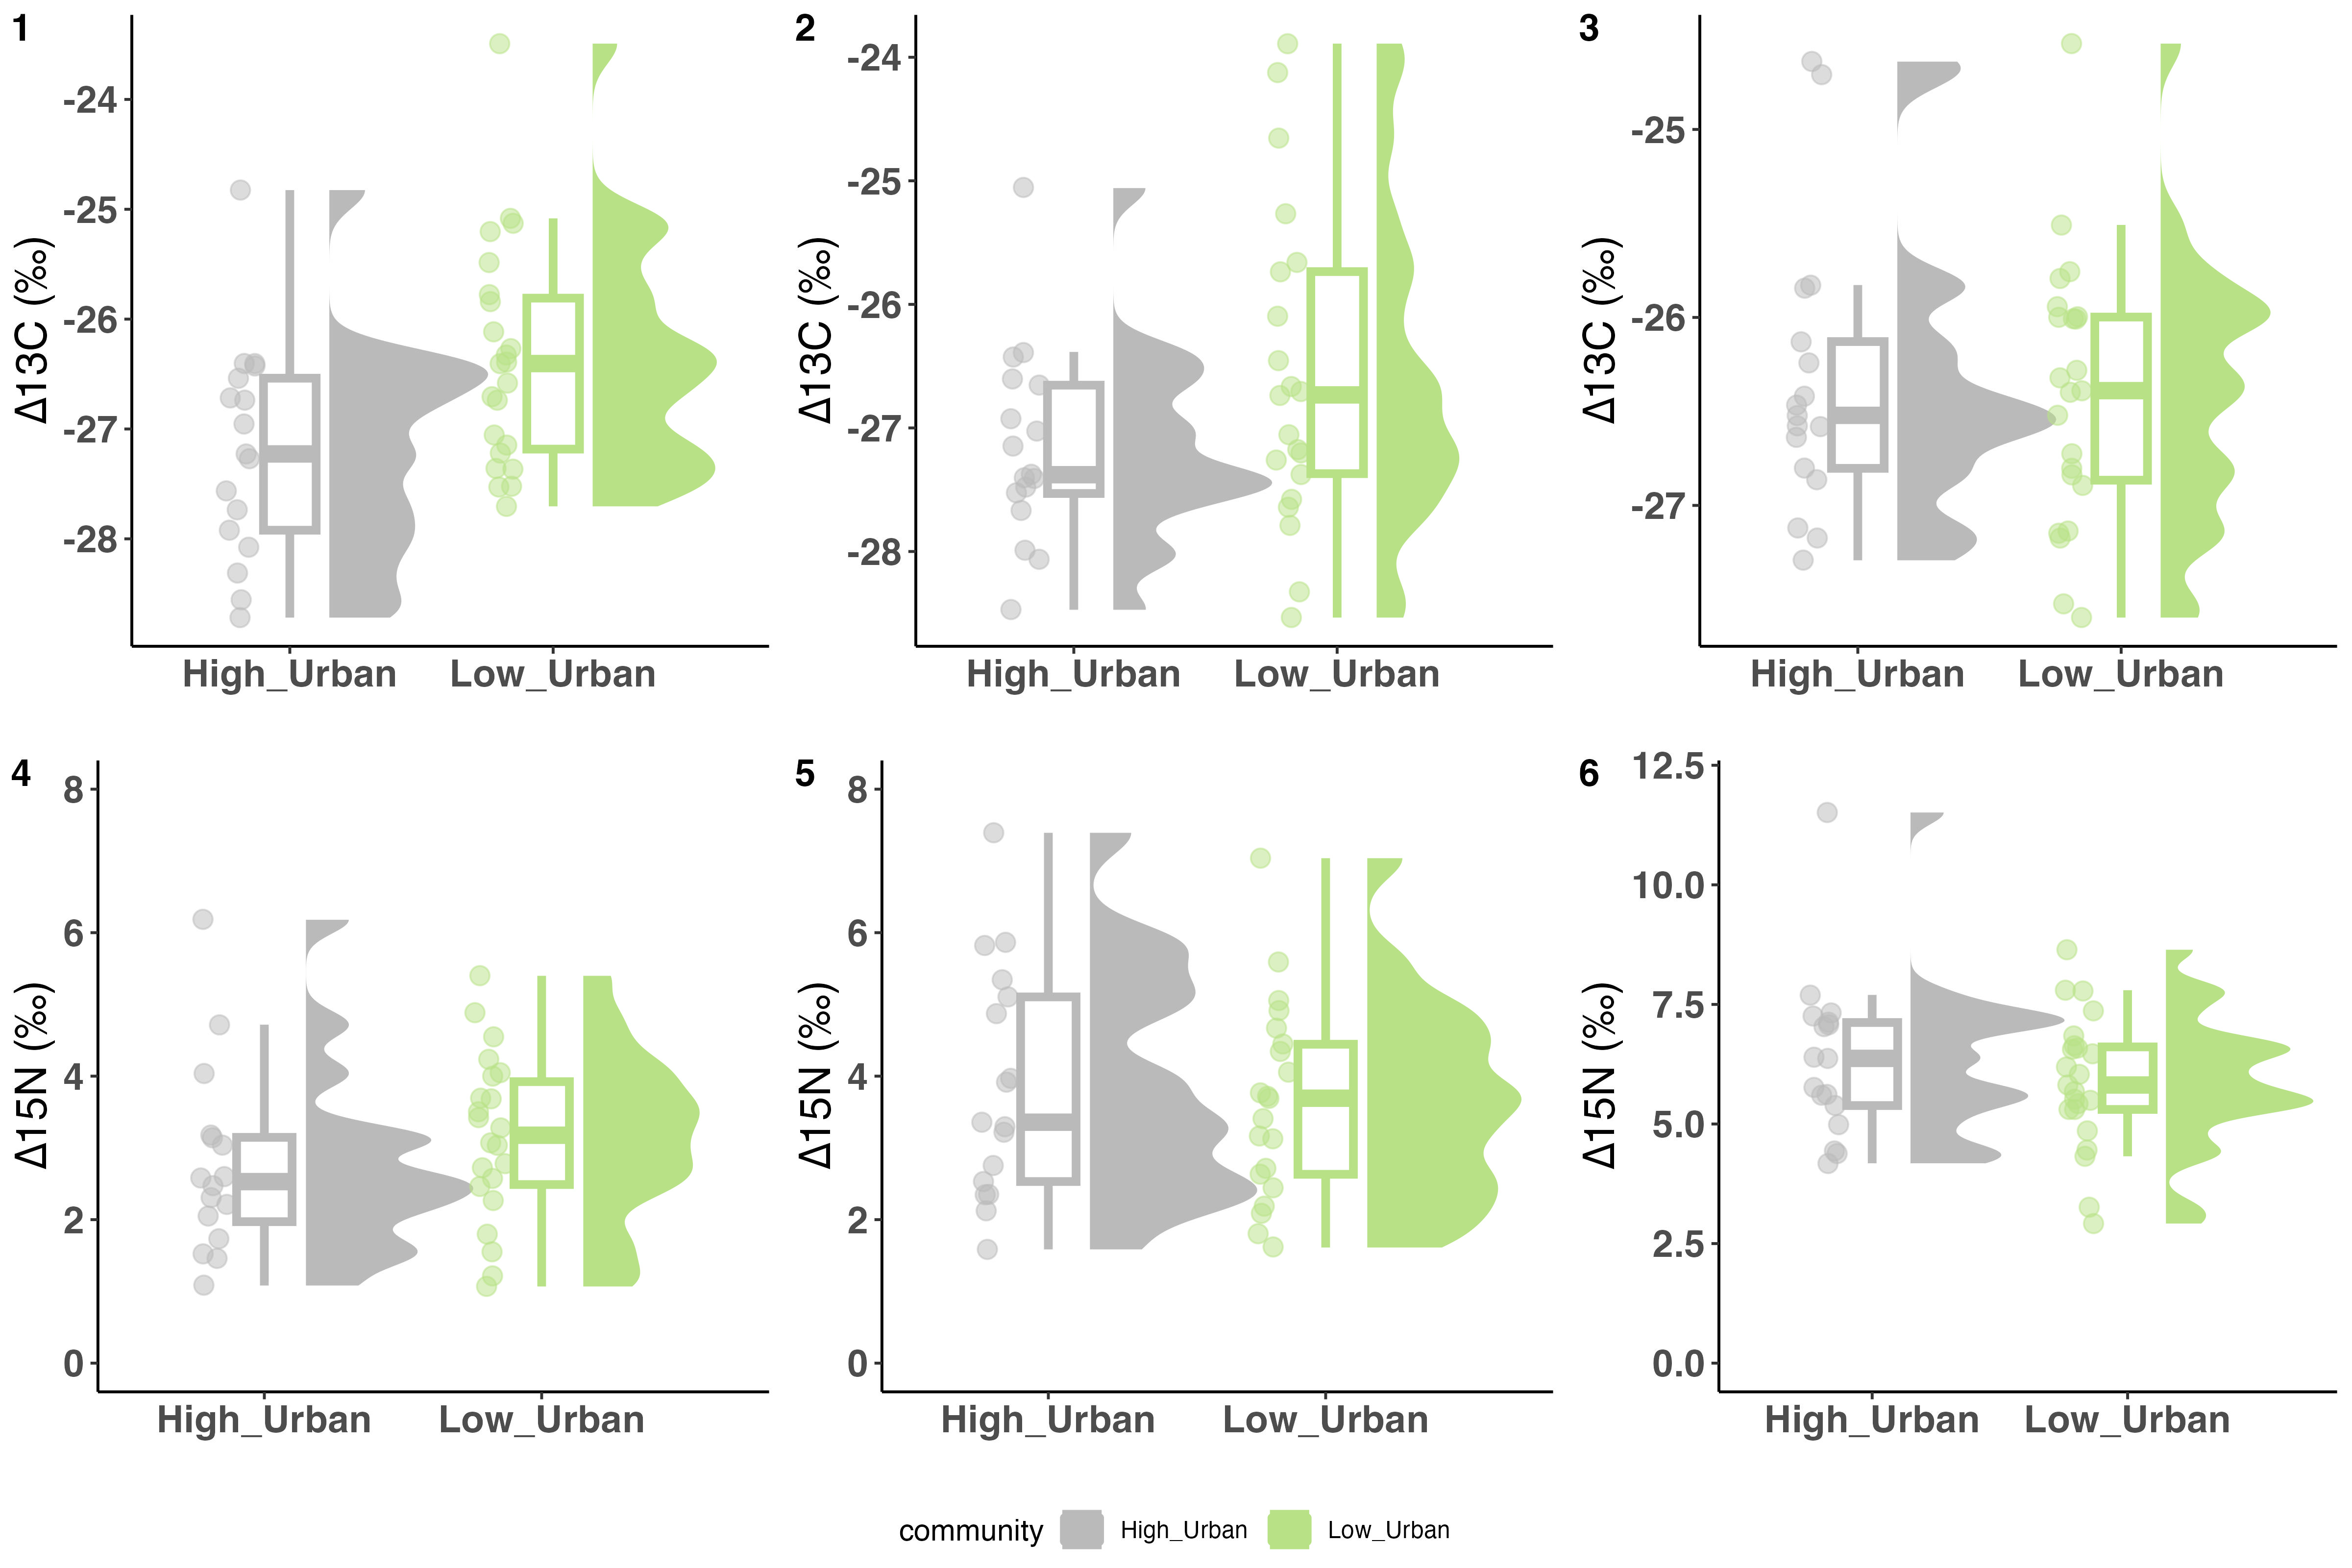 1
Δ13C (‰)
-24
-25
-26
-27
-28
High_Urban Low_Urban
2
Δ13C (‰)
-24
-25
-26
-27
-28
High_Urban Low_Urban
3
Δ13C (‰)
-25
-26
-27
High_Urban Low_Urban
4
Δ15N (‰)
8
6
4
2
0
High_Urban Low_Urban
5
Δ15N (‰)
8
6
4
2
0
High_Urban Low_Urban
6
Δ15N (‰)
12.5
10.0
7.5
5.0
2.5
0.0
High_Urban Low_Urban
community High_Urban Low_Urban